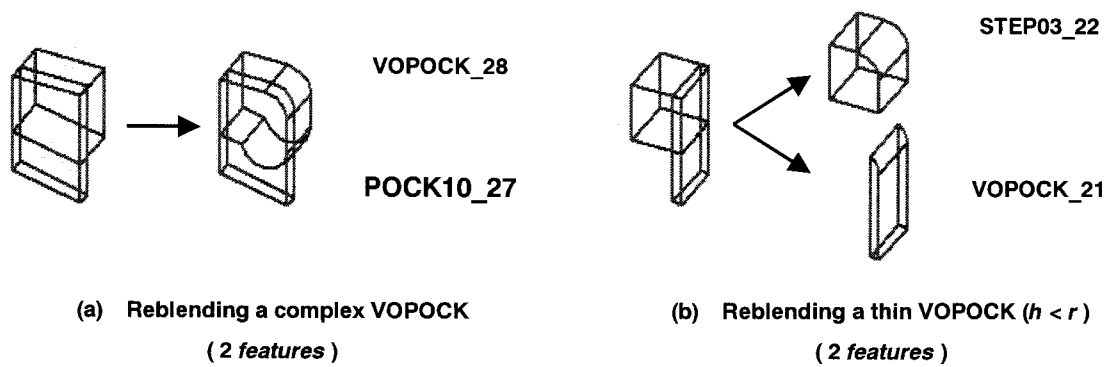 VOPOCK_28
POCK10_27
(a) Reblending a complex VOPOCK
( 2 features )
STEP03_22
VOPOCK_21
(b) Reblending a thin VOPOCK (h < r )
( 2 features )